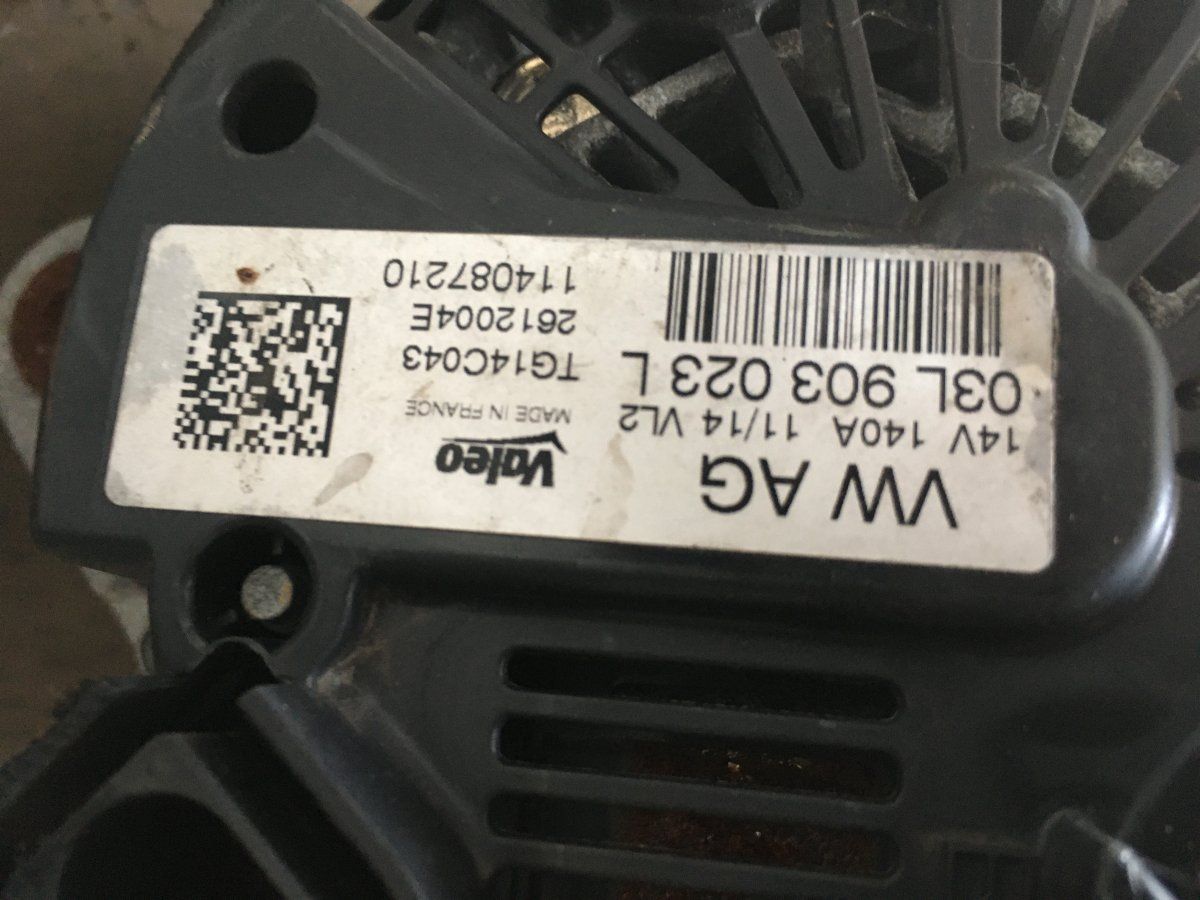 VW AG
14V 140A 11/14 VL2
03L 903 023 L
Valeo
MADE IN FRANCE
TG14C043
2612004E
114087210